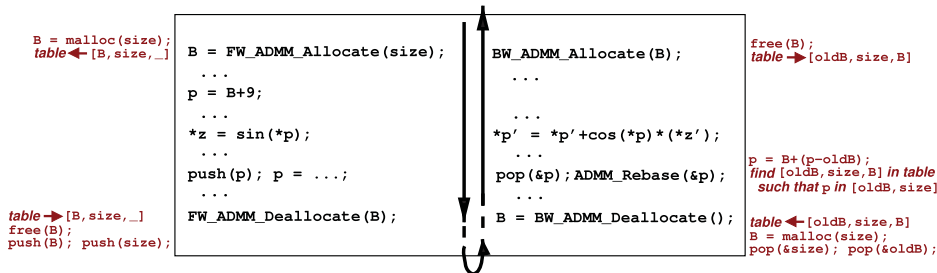 B = malloc(size);
table ← [B,size,_]
B = FW_ADMM_Allocate(size);
...
p = B+9;
...
*z = sin(*p);
...
push(p); p = ...;
...
FW_ADMM_Deallocate(B);
table → [B,size,_]
free(B);
push(B); push(size);
BW_ADMM_Allocate(B);
...
...
*p' = *p'+cos(*p)*(*z');
...
pop(&p); ADMM_Rebase(&p);
...
B = BW_ADMM_Deallocate();
free(B);
table → [oldB,size,B]
p = B+(p-oldB);
find [oldB,size,B] in table
such that p in [oldB,size]
table ← [oldB,size,B]
B = malloc(size);
pop(&size); pop(&oldB);